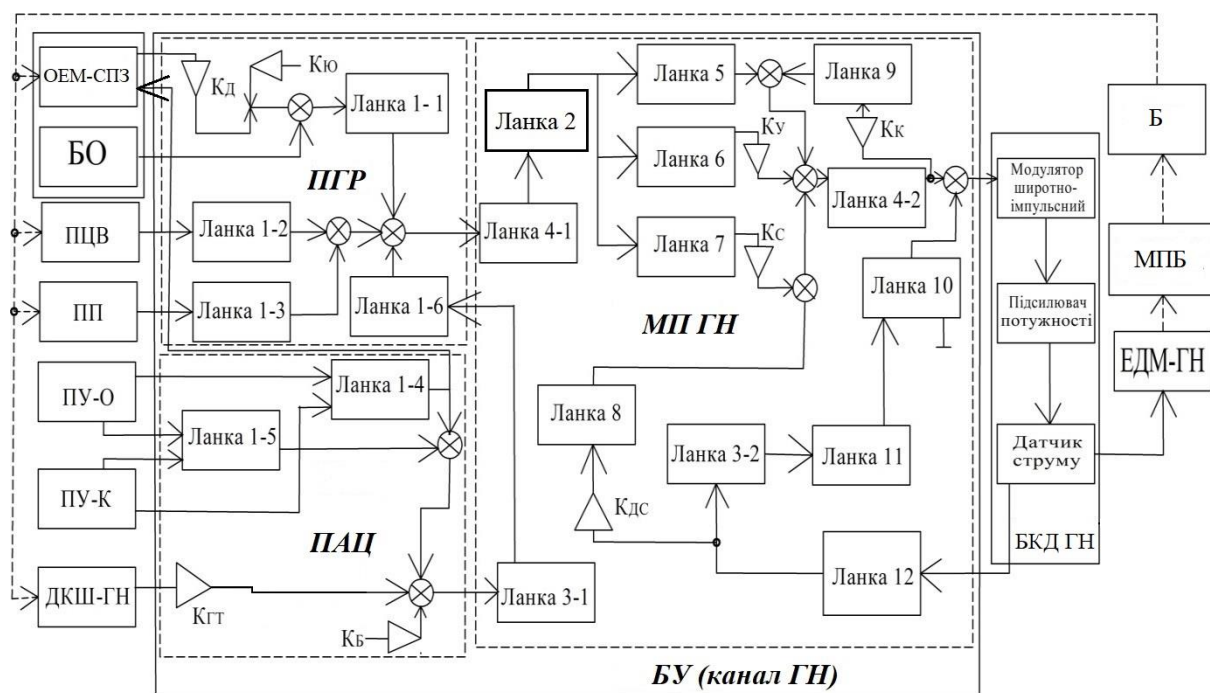 ОЕМ-СПЗ
БО
ПЦВ
ПП
ПУ-О
ПУ-К
ДКШ-ГН
КД
КЮ
Ланка 1- 1
ПГР
Ланка 1-2
Ланка 1-3
Ланка 1-6
Ланка 1-4
Ланка 1-5
ПАЦ
КГТ
КБ
Ланка 2
Ланка 4-1
Ланка 5
Ланка 9
КК
Ланка 6
КУ
Ланка 4-2
Ланка 7
КС
Ланка 10
МП ГН
Ланка 8
Ланка 3-2
Ланка 11
КДС
Ланка 3-1
Ланка 12
БУ (канал ГН)
Модулятор
широтно-
імпульсний
Підсилювач
потужності
Датчик
струму
БКД ГН
Б
МПБ
ЕДМ-ГН